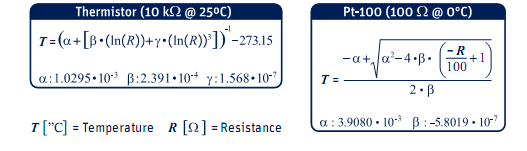 Thermistor (10 kΩ @ 25ºC)
T=(α+[β•(ln(R))+γ•(ln(R))³])⁻¹−273.15
α:1.0295•10⁻³ β:2.391•10⁻⁴ γ:1.568•10⁻⁷
Pt-100 (100 Ω @ 0°C)
T = (−α+√(α²−4•β•(−R/100+1)))/(2•β)
α : 3.9080 • 10⁻³ β : −5.8019 • 10⁻⁷
T [”C] = Temperature R [Ω] = Resistance